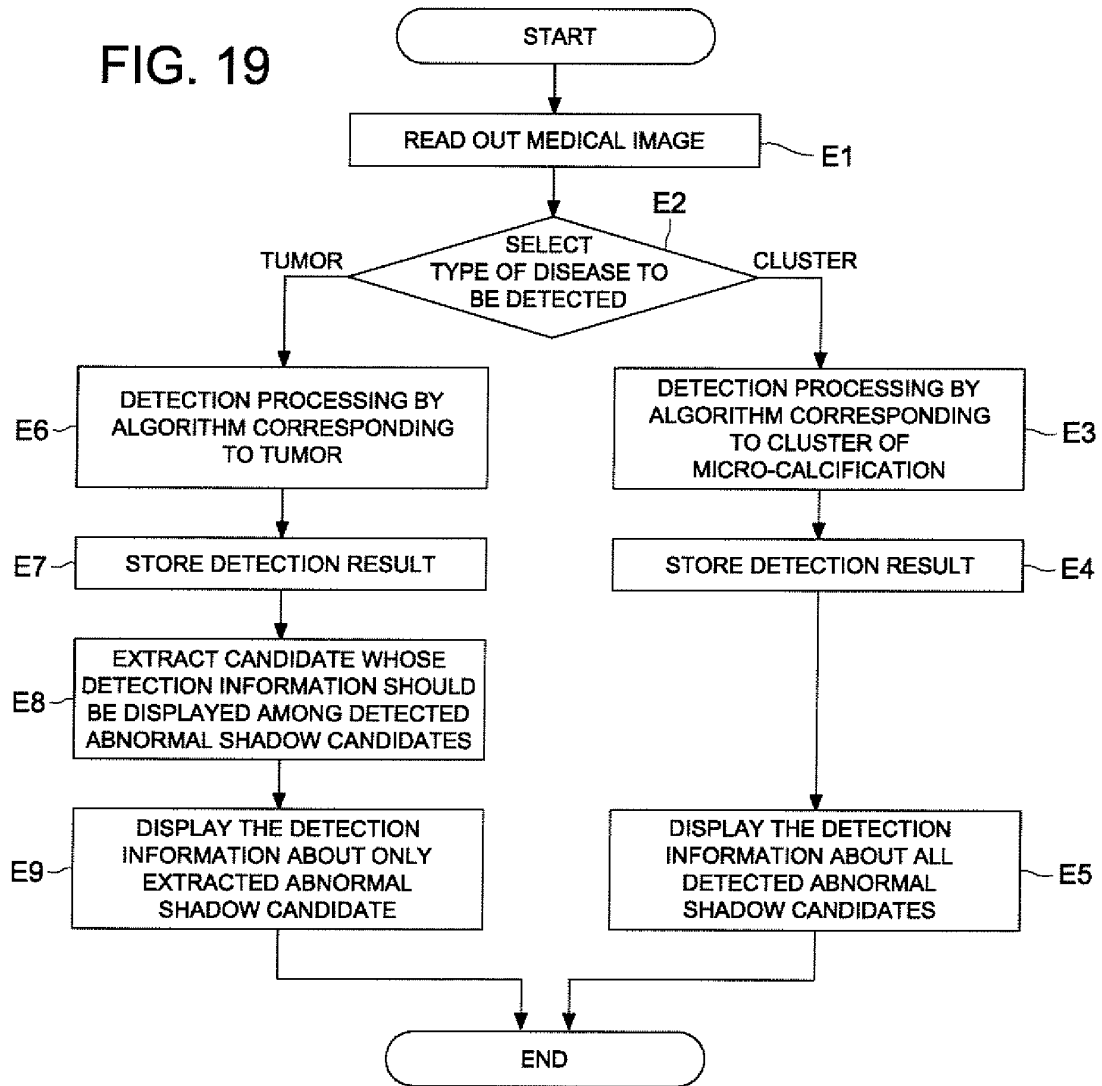 FIG. 19
START
READ OUT MEDICAL IMAGE
E1
E2
SELECT
TYPE OF DISEASE TO
BE DETECTED
TUMOR
CLUSTER
DETECTION PROCESSING BY
ALGORITHM CORRESPONDING
TO TUMOR
E6
DETECTION PROCESSING BY
ALGORITHM CORRESPONDING
TO CLUSTER OF
MICRO-CALCIFICATION
E3
E7
STORE DETECTION RESULT
STORE DETECTION RESULT
E4
EXTRACT CANDIDATE WHOSE
DETECTION INFORMATION SHOULD
BE DISPLAYED AMONG DETECTED
ABNORMAL SHADOW CANDIDATES
E8
DISPLAY THE DETECTION
INFORMATION ABOUT ONLY
EXTRACTED ABNORMAL
SHADOW CANDIDATE
E9
DISPLAY THE DETECTION
INFORMATION ABOUT ALL
DETECTED ABNORMAL
SHADOW CANDIDATES
E5
END